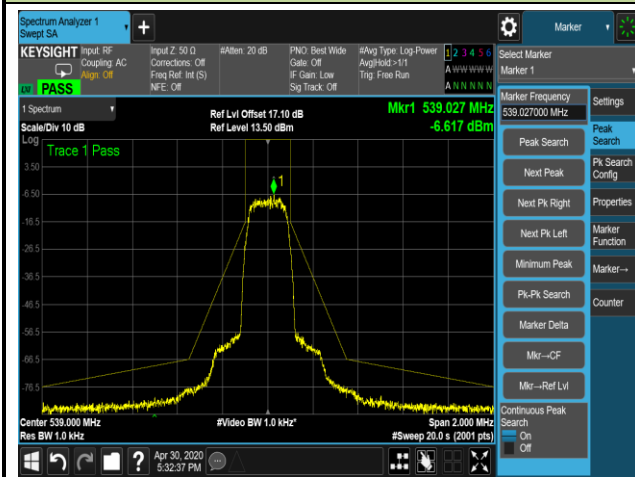 Spectrum Analyzer 1
Swept SA
+
Marker
KEYSIGHT
Input: RF
Coupling: AC
Align: Off
Input Z: 50 Ω
Corrections: Off
Freq Ref: Int (S)
NFE: Off
#Atten: 20 dB
PNO: Best Wide
Gate: Off
IF Gain: Low
Sig Track: Off
#Avg Type: Log-Power
Avg|Hold:>1/1
Trig: Free Run
1 2 3 4 5 6
A W W W W W
A N N N N N
PASS
Select Marker
Marker 1
1 Spectrum
Scale/Div 10 dB
Ref Lvl Offset 17.10 dB
Ref Level 13.50 dBm
Mkr1 539.027 MHz
-6.617 dBm
Log
Trace 1 Pass
1
3.50
-6.50
-16.5
-26.5
-36.5
-46.5
-56.5
-66.5
-76.5
Center 539.000 MHz
Res BW 1.0 kHz
#Video BW 1.0 kHz*
Span 2.000 MHz
#Sweep 20.0 s (2001 pts)
Marker Frequency
539.027000 MHz
Peak Search
Next Peak
Next Pk Right
Next Pk Left
Minimum Peak
Pk-Pk Search
Marker Delta
Mkr→CF
Mkr→Ref Lvl
Continuous Peak
Search
On
Off
Settings
Peak
Search
Pk Search
Config
Properties
Marker
Function
Marker→
Counter
?
Apr 30, 2020
5:32:37 PM